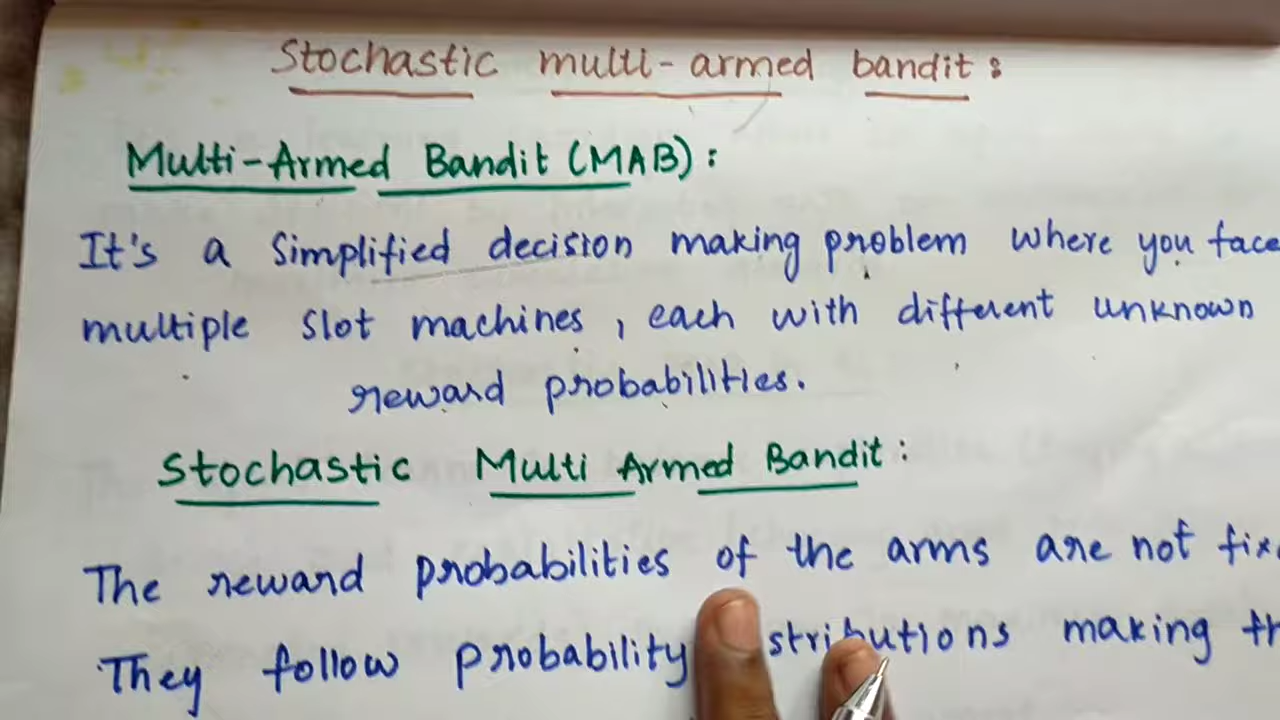 Stochastic multi-armed bandit:
Multi-Armed Bandit (MAB):
It's a simplified decision making problem where you face
multiple slot machines, each with different unknown
reward probabilities.
Stochastic Multi Armed Bandit:
The reward probabilities of the arms are not
They follow probability making